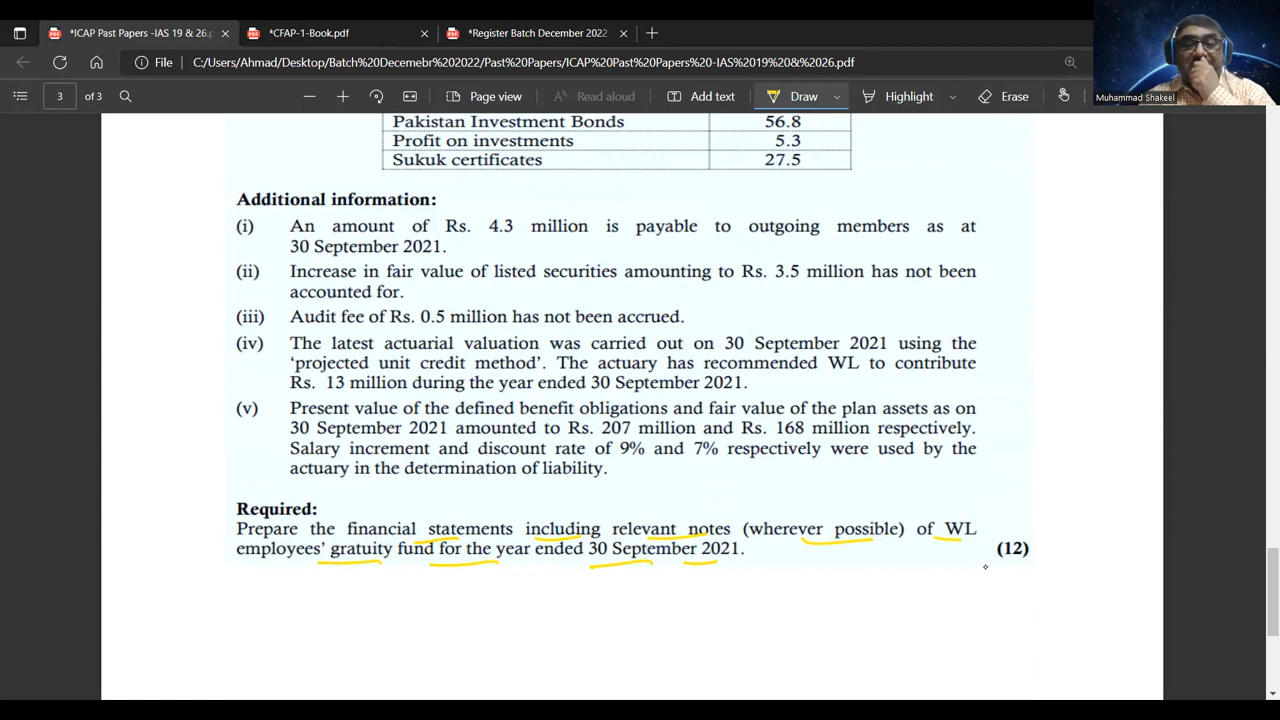 *ICAP Past Papers -IAS 19 & 26.p
*CFAP-1-Book.pdf
*Register Batch December 2022
File
C:/Users/Ahmad/Desktop/Batch%20Decemebr%202022/Past%20Papers/ICAP%20Past%20Papers%20-IAS%2019%20&%2026.pdf
3 of 3
Page view
Read aloud
Add text
Draw
Highlight
Erase
Muhammad Shakeel
Pakistan Investment Bonds 56.8
Profit on investments 5.3
Sukuk certificates 27.5
Additional information:
(i) An amount of Rs. 4.3 million is payable to outgoing members as at
30 September 2021.
(ii) Increase in fair value of listed securities amounting to Rs. 3.5 million has not been
accounted for.
(iii) Audit fee of Rs. 0.5 million has not been accrued.
(iv) The latest actuarial valuation was carried out on 30 September 2021 using the
‘projected unit credit method’. The actuary has recommended WL to contribute
Rs. 13 million during the year ended 30 September 2021.
(v) Present value of the defined benefit obligations and fair value of the plan assets as on
30 September 2021 amounted to Rs. 207 million and Rs. 168 million respectively.
Salary increment and discount rate of 9% and 7% respectively were used by the
actuary in the determination of liability.
Required:
Prepare the financial statements including relevant notes (wherever possible) of WL
employees’ gratuity fund for the year ended 30 September 2021. (12)